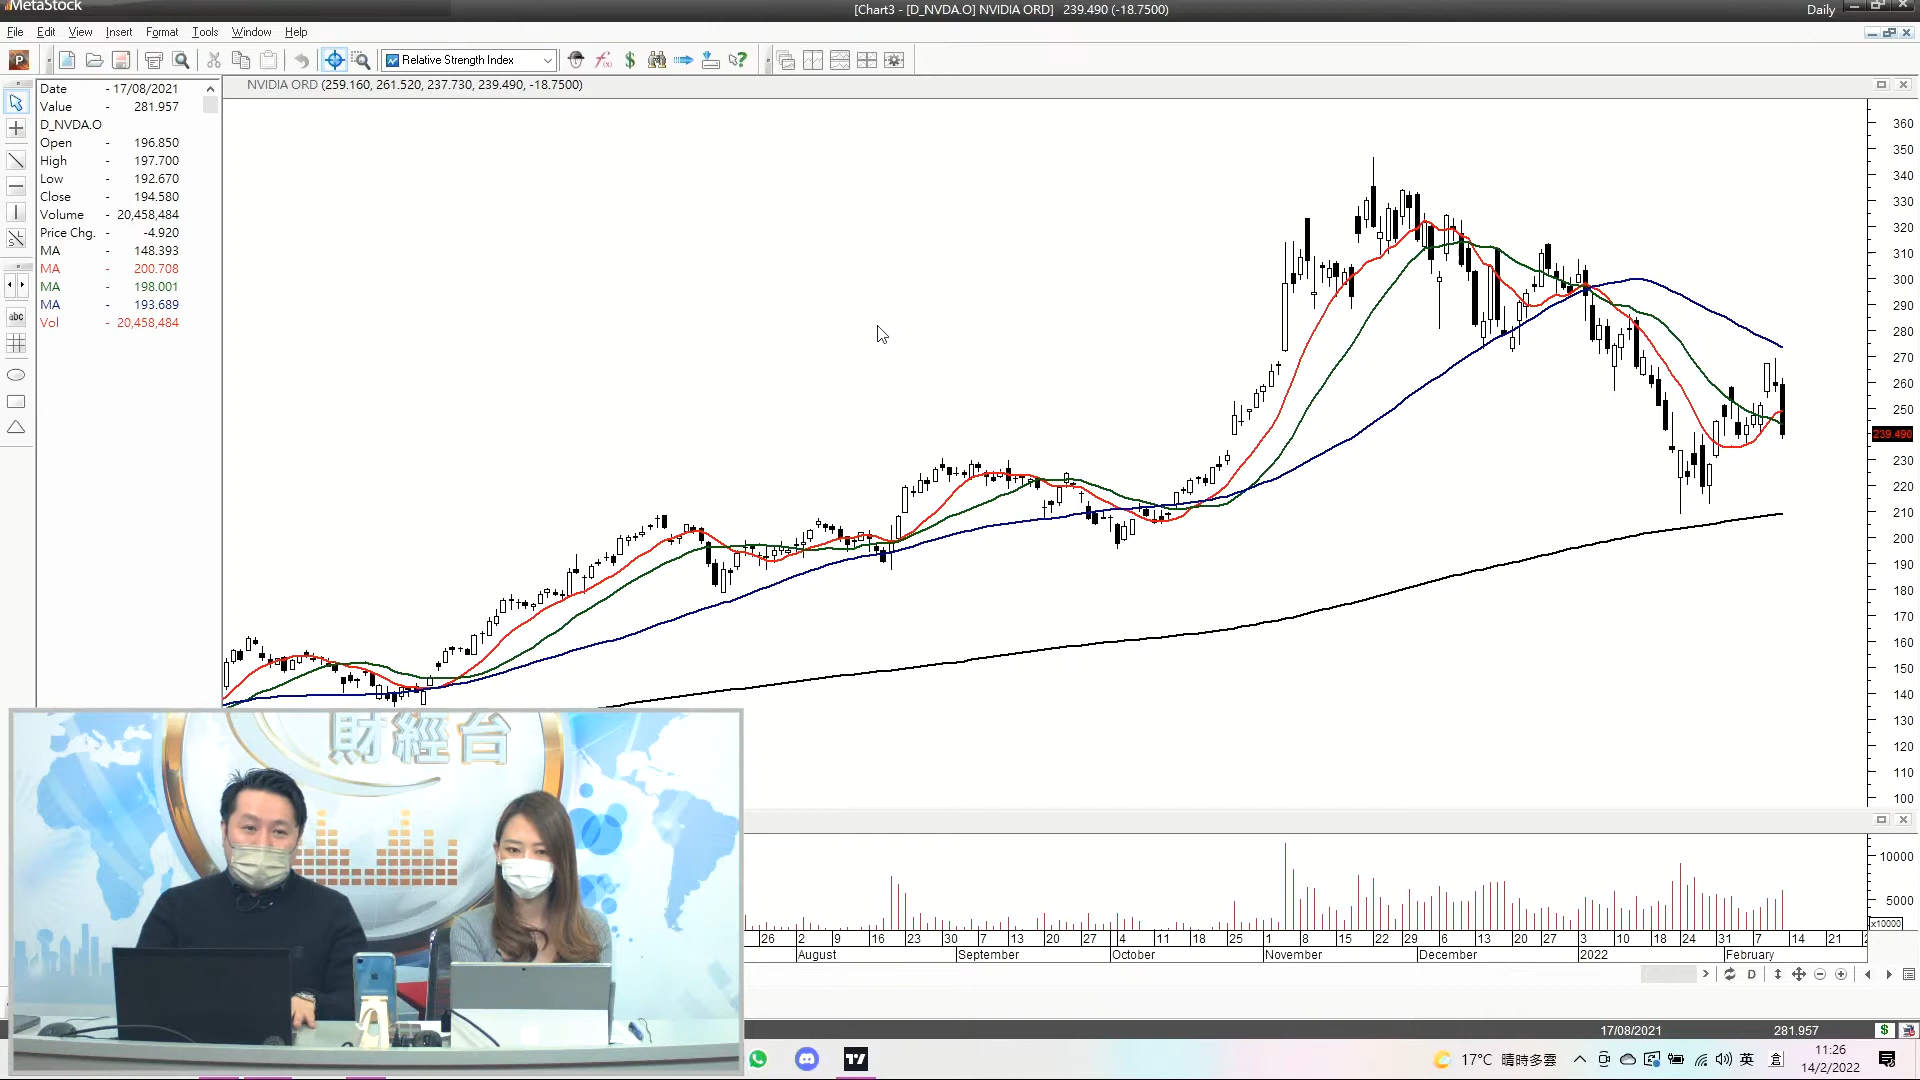 MetaStock
[Chart3 - [D_NVDA.O] NVIDIA ORD] 239.490 (-18.7500)
Daily
File Edit View Insert Format Tools Window Help
P
Relative Strength Index
NVIDIA ORD (259.160, 261.520, 237.730, 239.490, -18.7500)
Date - 17/08/2021
Value 281.957
D_NVDA.O
Open - 196.850
High - 197.700
Low - 192.670
Close - 194.580
Volume - 20,458,484
Price Chg. - -4.920
MA - 148.393
MA - 200.708
MA - 198.001
MA - 193.689
Vol - 20,458,484
abc
360
350
340
330
320
310
300
290
280
270
260
250
239.490
230
220
210
200
190
180
170
160
150
140
130
120
110
100
財經台
10000
5000
x10000
26 2 9 16 23 30 7 13 20 27 4 11 18 25 1 8 15 22 29 6 13 20 27 3 10 18 24 31 7 14 21
August September October November December 2022 February
D
17/08/2021 281.957
17°C 晴時多雲
英
11:26
14/2/2022